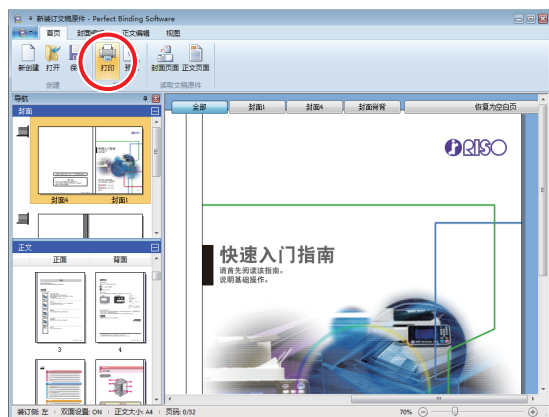 新装订文稿原件 - Perfect Binding Software
首页 封面编辑 正文编辑 视图
新创建 打开 打印 封面页面 正文页面
创建 读取文稿原件
导航
封面
封面4 封面1
正文
正面 背面
3 4
全部 封面1 封面4 封面脊背 恢复为空白页
RISO
快速入门指南
请首先阅读该指南。
说明基础操作。
装订侧: 左 双面设置: ON 正文大小: A4 页码: 0/32 70%